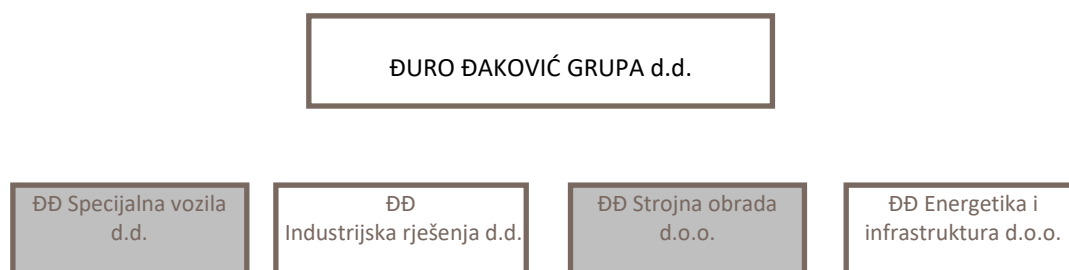 ĐURO ĐAKOVIĆ GRUPA d.d.
ĐĐ Specijalna vozila
d.d.
ĐĐ
Industrijska rješenja d.d.
ĐĐ Strojna obrada
d.o.o.
ĐĐ Energetika i
infrastruktura d.o.o.